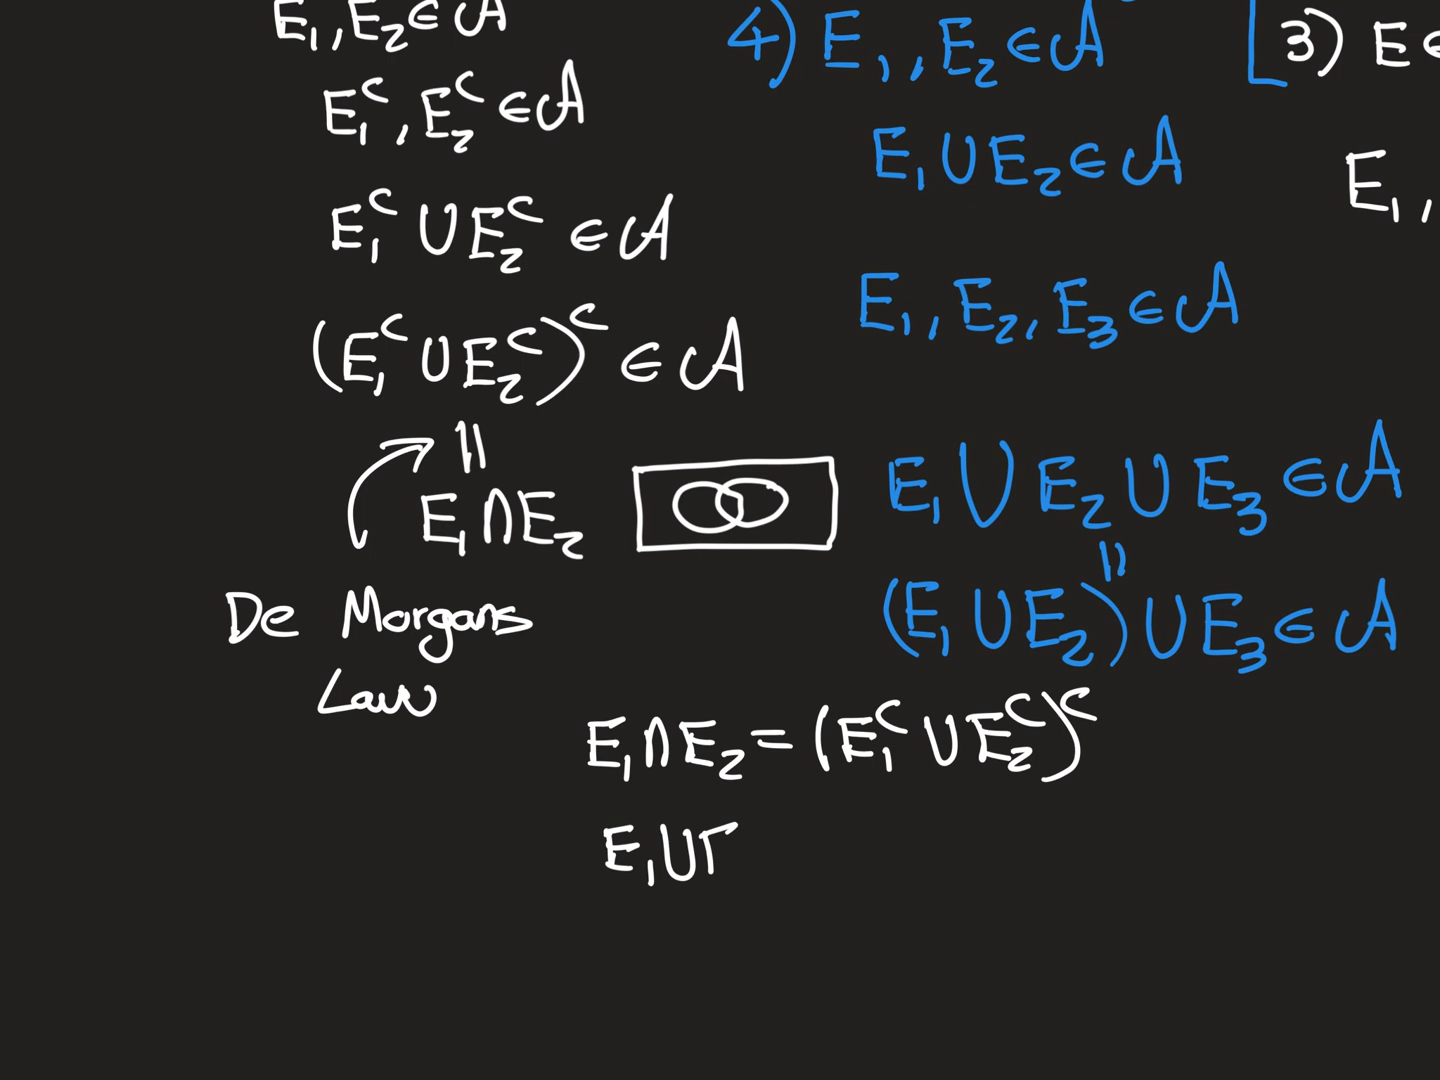 E₁, E₂ ∈ A
E₁ᶜ, E₂ᶜ ∈ A
E₁ᶜ ∪ E₂ᶜ ∈ A
(E₁ᶜ ∪ E₂ᶜ)ᶜ ∈ A
=
E₁ ∩ E₂
De Morgans
Law
4) E₁, E₂ ∈ A
E₁ ∪ E₂ ∈ A
E₁, E₂, E₃ ∈ A
E₁ ∪ E₂ ∪ E₃ ∈ A
=
(E₁ ∪ E₂) ∪ E₃ ∈ A
E₁ ∩ E₂ = (E₁ᶜ ∪ E₂ᶜ)ᶜ
E₁ ∪
3) E ∈
E₁,